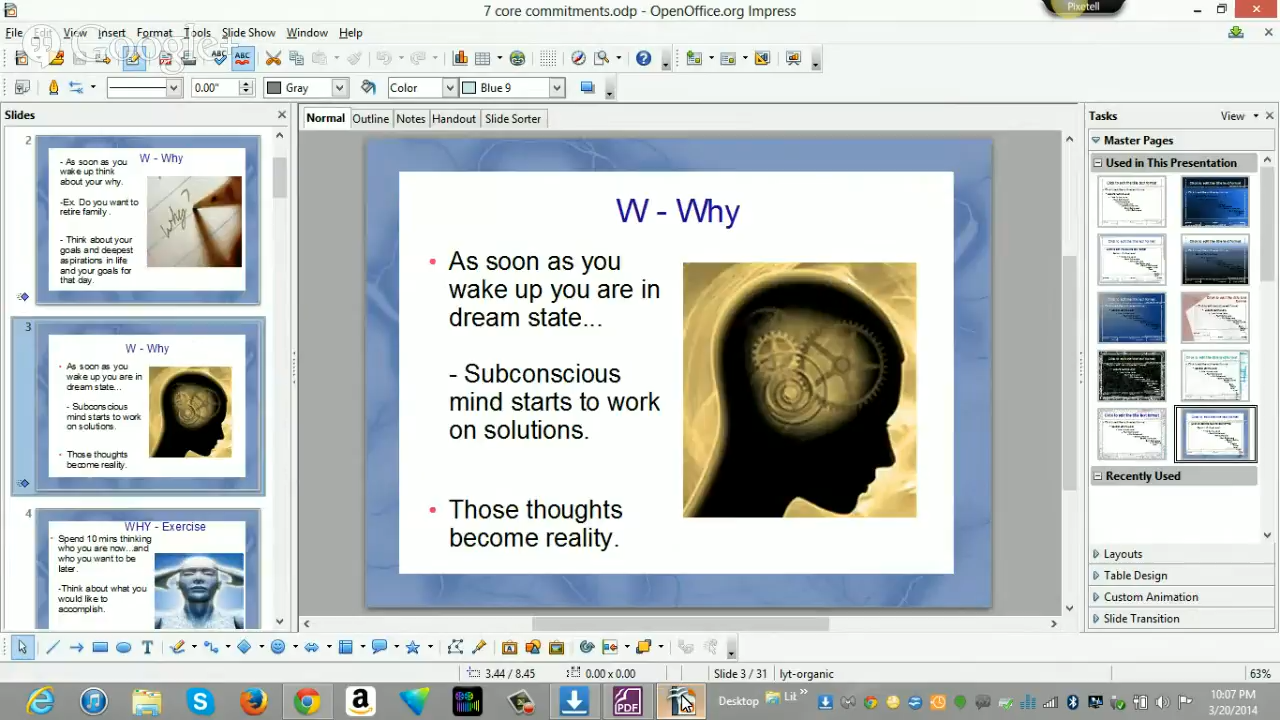 7 core commitments.odp - OpenOffice.org Impress
Pixetell
File Edit View Insert Format Tools Slide Show Window Help
Google+
0.00"
Gray
Color
Blue 9
Slides
Normal Outline Notes Handout Slide Sorter
Tasks
View
2
W - Why
- As soon as you
wake up think
about your why.
-Ex. Do you want to
retire family .
- Think about your
goals and deepest
aspirations in life
and your goals for
that day.
why?
3
W - Why
As soon as you
wake up you are in
dream state...
- Subconscious
mind starts to work
on solutions.
Those thoughts
become reality.
4
WHY - Exercise
Spend 10 mins thinking
who you are now...and
who you want to be
later.
-Think about what you
would like to
accomplish.
W - Why
As soon as you
wake up you are in
dream state...
- Subconscious
mind starts to work
on solutions.
Those thoughts
become reality.
Master Pages
Used in This Presentation
Recently Used
Layouts
Table Design
Custom Animation
Slide Transition
3.44 / 8.45
0.00 x 0.00
Slide 3 / 31
lyt-organic
63%
PDF
Desktop
Lit
10:07 PM
3/20/2014